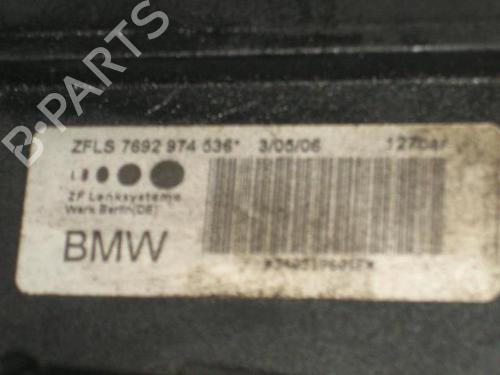 B-PARTS
ZFLS 7692 974 536* 3/05/06 127bar
ZF Lenksysteme
Werk Berlin(DE)
BMW